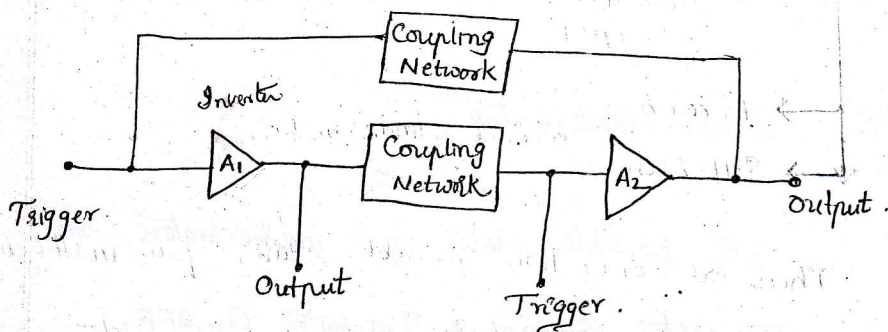 Coupling
Network
Inverter
A1
Coupling
Network
A2
Trigger.
Output.
Output
Trigger.